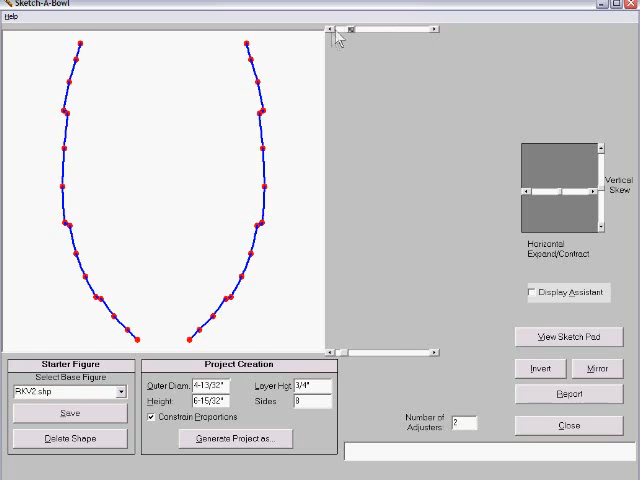 Sketch-A-Bowl
Help
Vertical
Skew
Horizontal
Expand/Contract
Display Assistant
View Sketch Pad
Invert
Mirror
Report
Close
Number of
Adjusters:
2
Starter Figure
Select Base Figure
RKV2.shp
Save
Delete Shape
Project Creation
Outer Diam. 4-13/32" Layer Hgt. 3/4"
Height: 6-15/32" Sides 8
Constrain Proportions
Generate Project as...